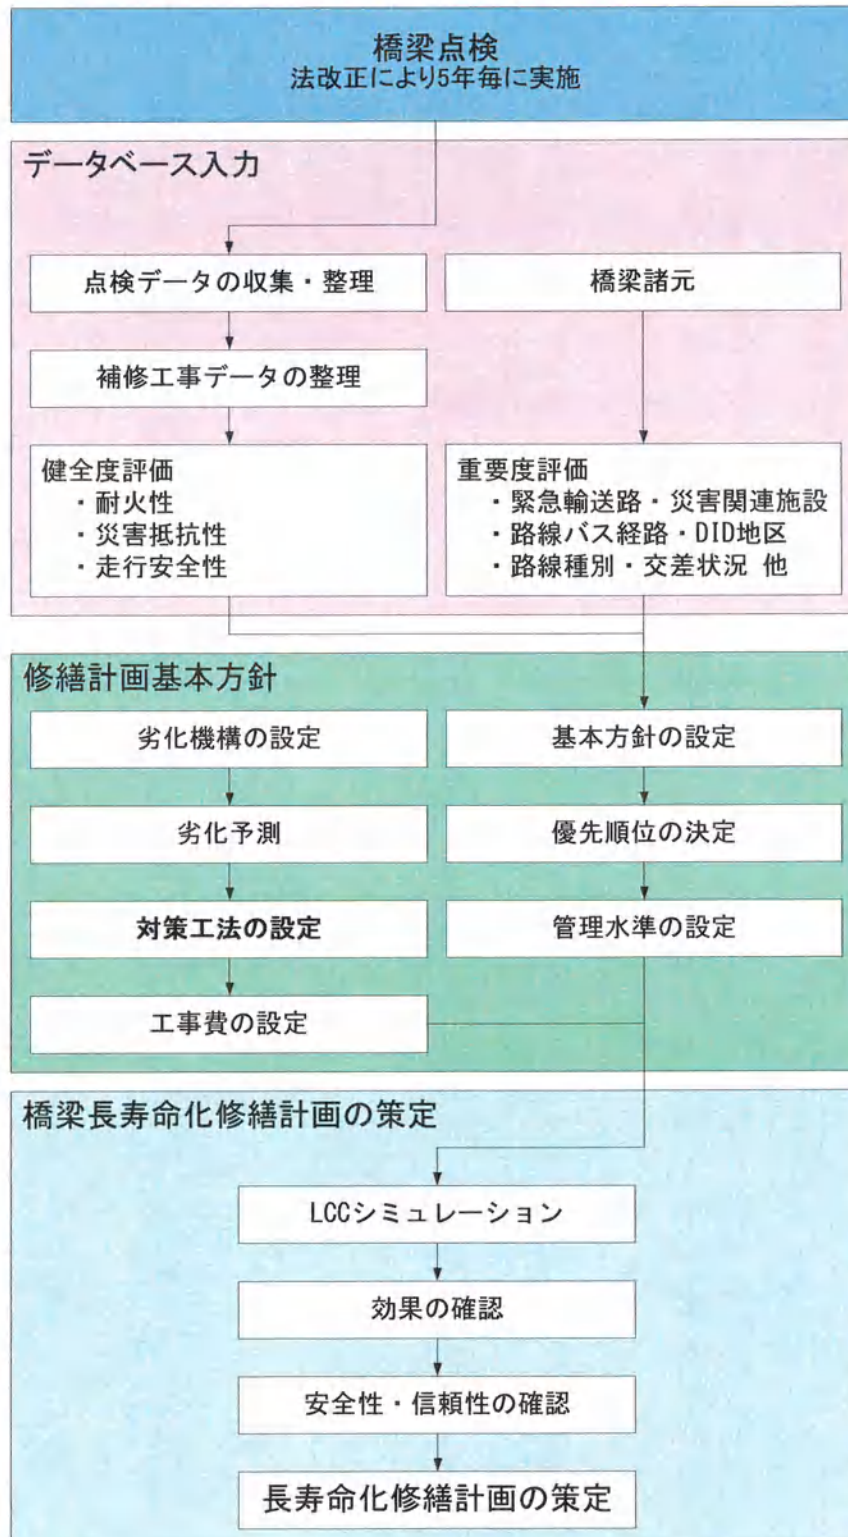 橋梁点検
法改正により5年毎に実施
データベース入力
点検データの収集・整理
橋梁諸元
補修工事データの整理
健全度評価
・耐火性
・災害抵抗性
・走行安全性
重要度評価
・緊急輸送路・災害関連施設
・路線バス経路・DID地区
・路線種別・交差状況 他
修繕計画基本方針
劣化機構の設定
基本方針の設定
劣化予測
優先順位の決定
対策工法の設定
管理水準の設定
工事費の設定
橋梁長寿命化修繕計画の策定
LCCシミュレーション
効果の確認
安全性・信頼性の確認
長寿命化修繕計画の策定